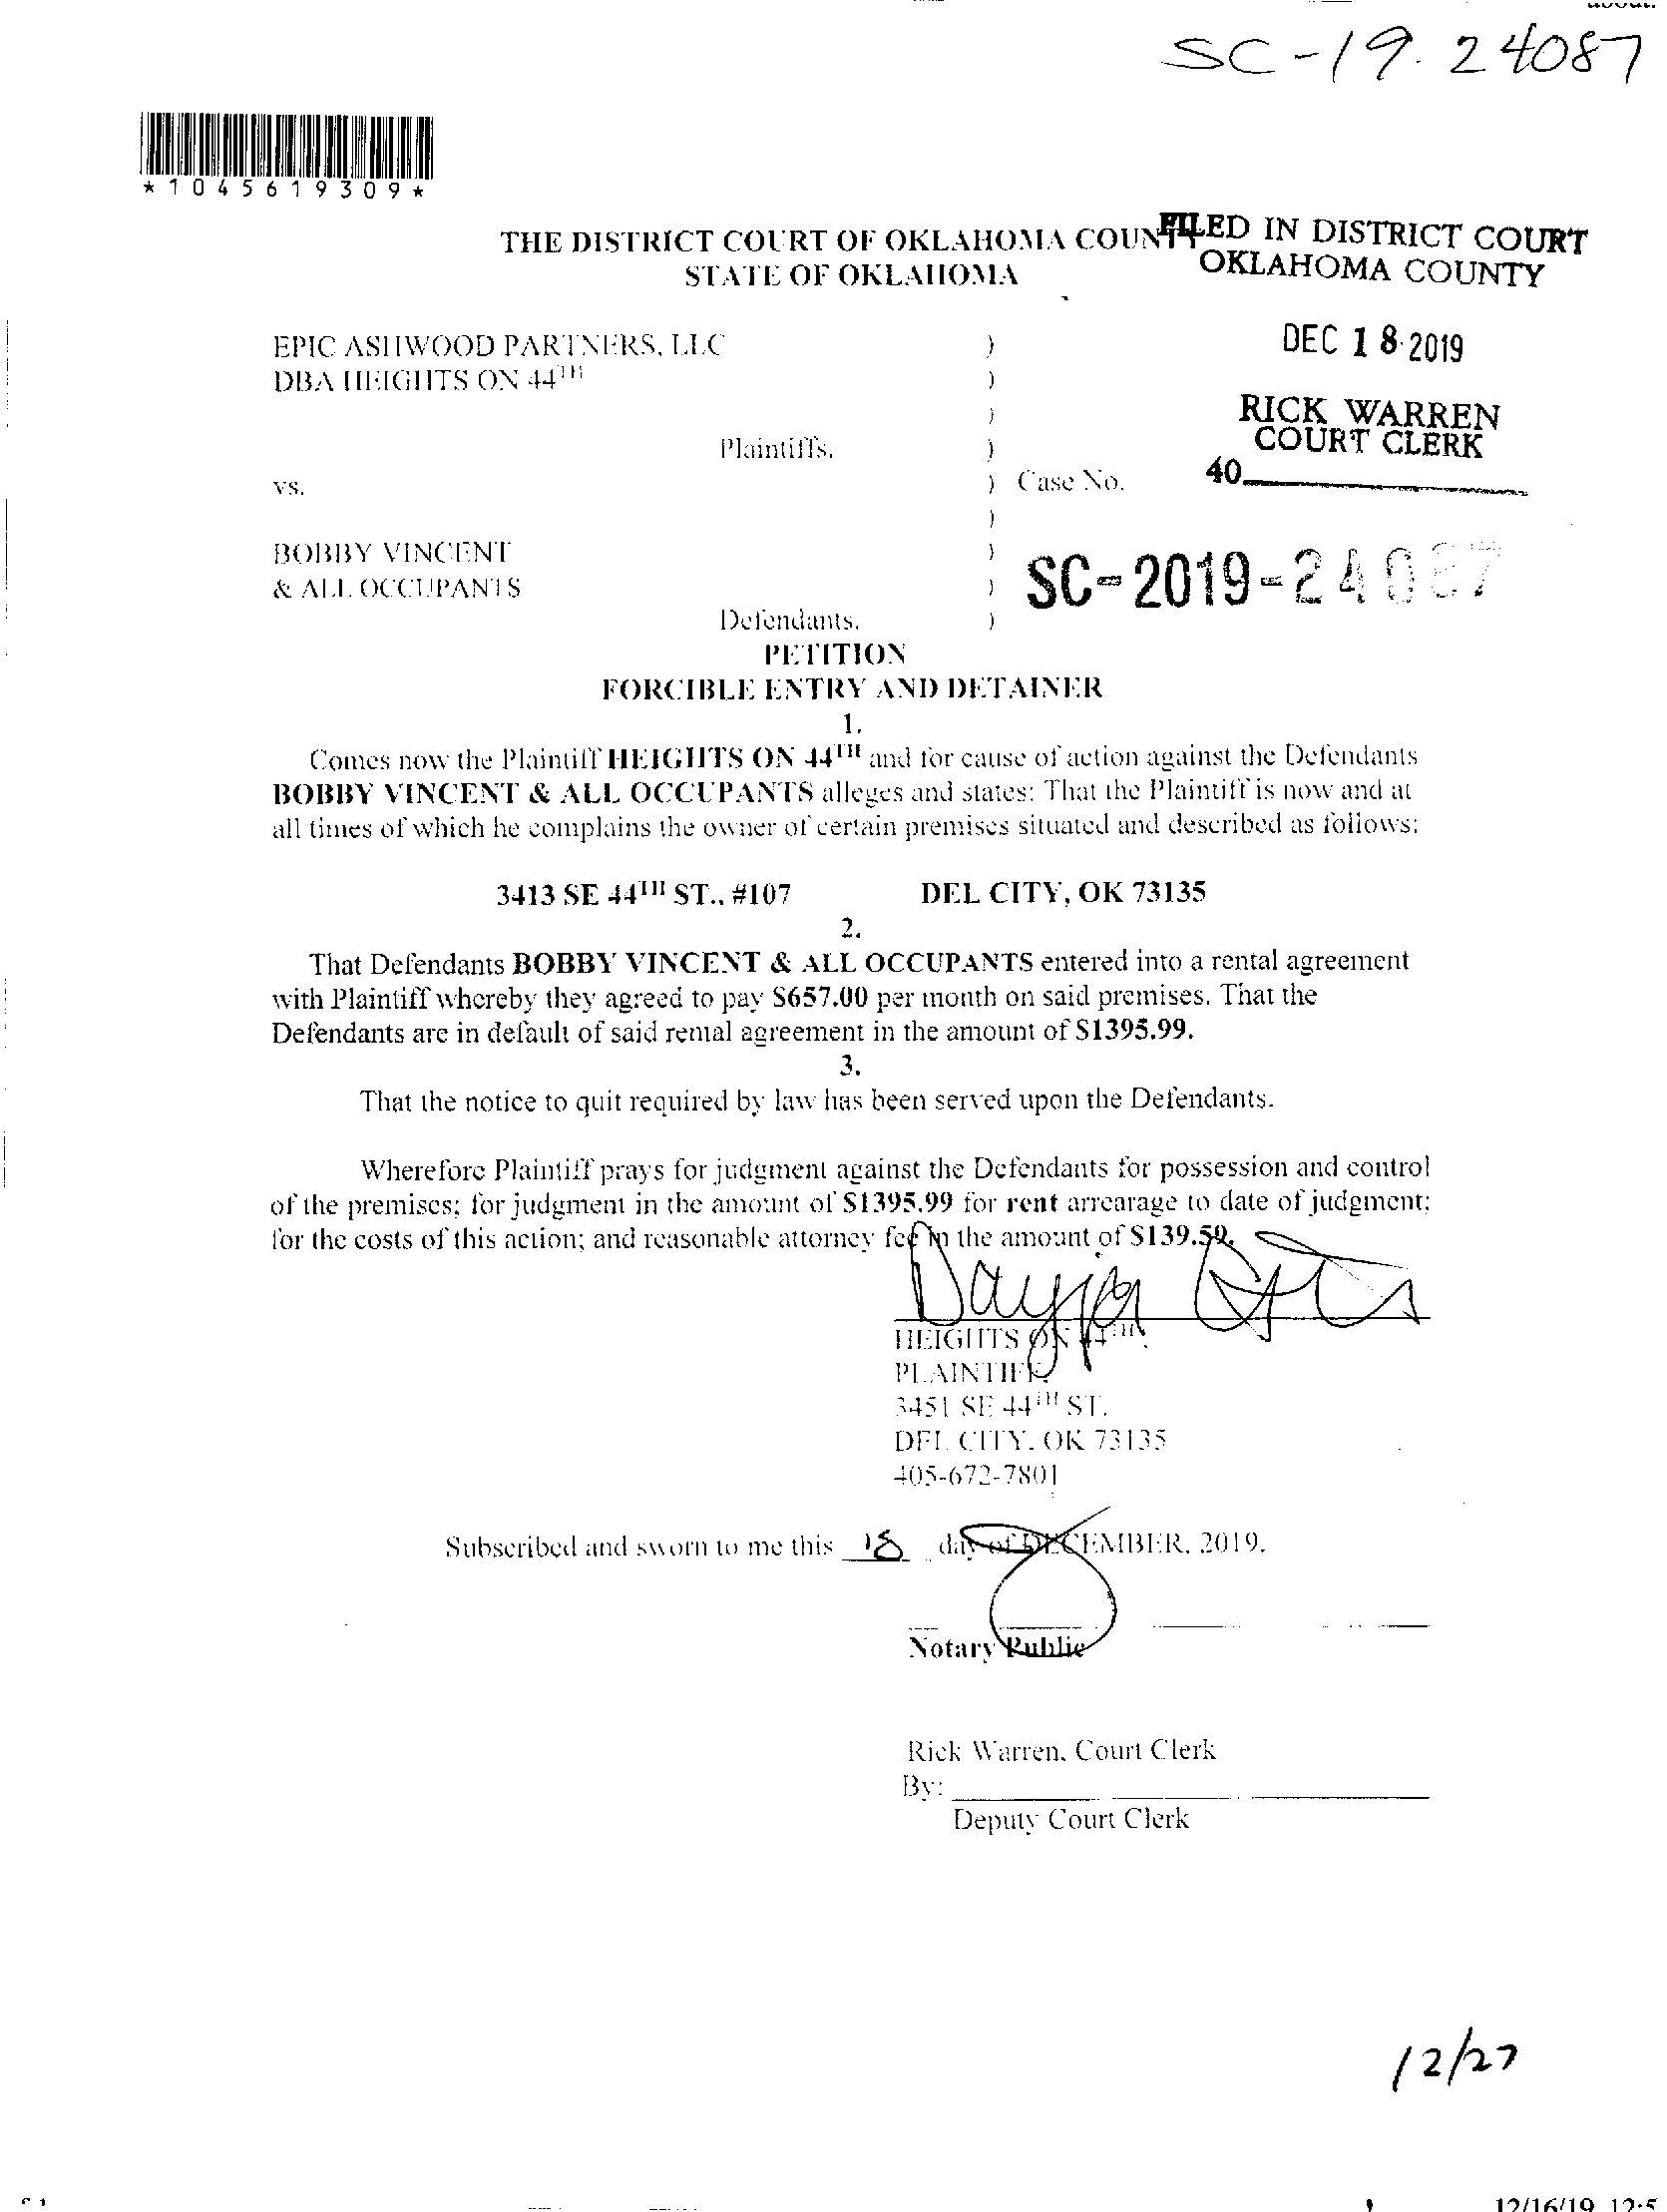 SC-19.24087
*1045619309*
THE DISTRICT COURT OF OKLAHOMA COUNTY
STATE OF OKLAHOMA
FILED IN DISTRICT COURT
OKLAHOMA COUNTY
DEC 18 2019
RICK WARREN
COURT CLERK
40
EPIC ASHWOOD PARTNERS, LLC )
DBA HEIGHTS ON 44TH )
)
Plaintiffs, )
vs. ) Case No.
)
BOBBY VINCENT )
& ALL OCCUPANTS ) SC-2019-24087
Defendants. )
PETITION
FORCIBLE ENTRY AND DETAINER
1.
Comes now the Plaintiff HEIGHTS ON 44TH and for cause of action against the Defendants
BOBBY VINCENT & ALL OCCUPANTS alleges and states: That the Plaintiff is now and at
all times of which he complains the owner of certain premises situated and described as follows:
3413 SE 44TH ST., #107 DEL CITY, OK 73135
2.
That Defendants BOBBY VINCENT & ALL OCCUPANTS entered into a rental agreement
with Plaintiff whereby they agreed to pay $657.00 per month on said premises. That the
Defendants are in default of said rental agreement in the amount of $1395.99.
3.
That the notice to quit required by law has been served upon the Defendants.
Wherefore Plaintiff prays for judgment against the Defendants for possession and control
of the premises; for judgment in the amount of $1395.99 for rent arrearage to date of judgment;
for the costs of this action; and reasonable attorney fee in the amount of $139.59.
HEIGHTS ON 44TH
PLAINTIFF
3451 SE 44TH ST.
DEL CITY, OK 73135
405-672-7801
Subscribed and sworn to me this 18 day of DECEMBER, 2019.
Notary Public
Rick Warren, Court Clerk
By:
Deputy Court Clerk
12/27
12/16/19, 12:5